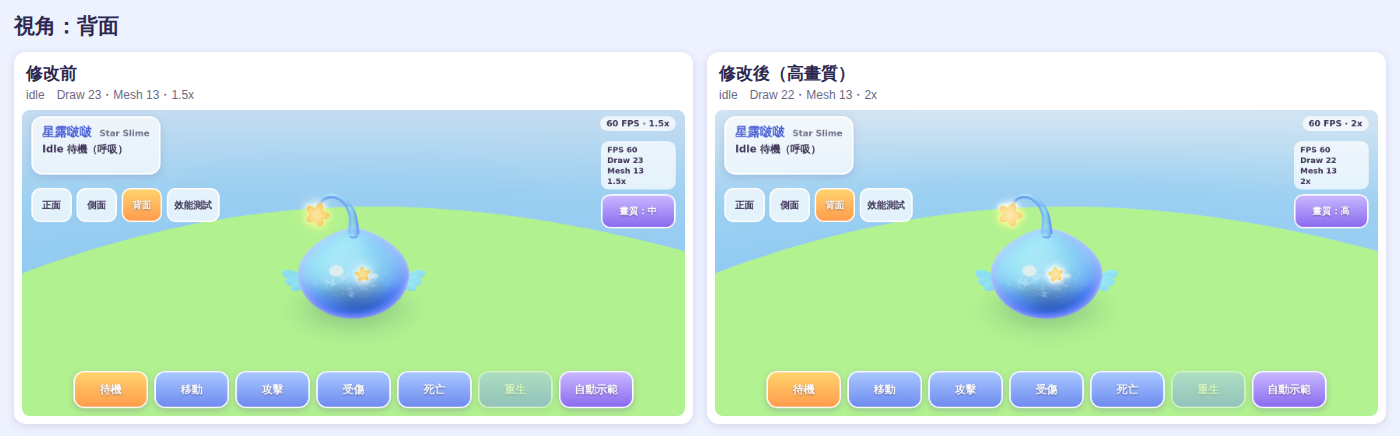 視角：背面
修改前
idle Draw 23・Mesh 13・1.5x
星露啵啵 Star Slime
Idle 待機（呼吸）
60 FPS · 1.5x
FPS 60
Draw 23
Mesh 13
1.5x
正面 側面 背面 效能測試
畫質：中
待機 移動 攻擊 受傷 死亡 重生 自動示範
修改後（高畫質）
idle Draw 22・Mesh 13・2x
星露啵啵 Star Slime
Idle 待機（呼吸）
60 FPS · 2x
FPS 60
Draw 22
Mesh 13
2x
正面 側面 背面 效能測試
畫質：高
待機 移動 攻擊 受傷 死亡 重生 自動示範